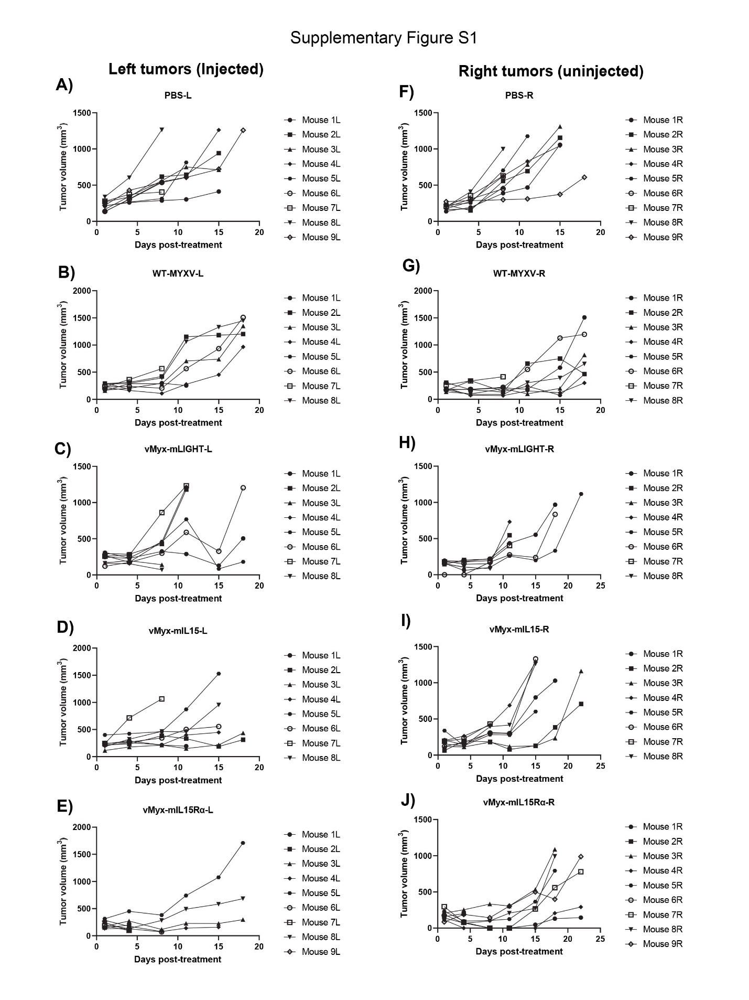 Supplementary Figure S1
Left tumors (Injected)
Right tumors (uninjected)
A)
PBS-L
Tumor volume (mm3)
1500
1000
500
0
0 5 10 15 20
Days post-treatment
Mouse 1L
Mouse 2L
Mouse 3L
Mouse 4L
Mouse 5L
Mouse 6L
Mouse 7L
Mouse 8L
Mouse 9L
F)
PBS-R
Tumor volume (mm3)
1500
1000
500
0
0 5 10 15 20
Days post-treatment
Mouse 1R
Mouse 2R
Mouse 3R
Mouse 4R
Mouse 5R
Mouse 6R
Mouse 7R
Mouse 8R
Mouse 9R
B)
WT-MYXV-L
Tumor volume (mm3)
2000
1500
1000
500
0
0 5 10 15 20
Days post-treatment
Mouse 1L
Mouse 2L
Mouse 3L
Mouse 4L
Mouse 5L
Mouse 6L
Mouse 7L
Mouse 8L
G)
WT-MYXV-R
Tumor volume (mm3)
2000
1500
1000
500
0
0 5 10 15 20
Days post-treatment
Mouse 1R
Mouse 2R
Mouse 3R
Mouse 4R
Mouse 5R
Mouse 6R
Mouse 7R
Mouse 8R
C)
vMyx-mLIGHT-L
Tumor volume (mm3)
1500
1000
500
0
0 5 10 15 20
Days post-treatment
Mouse 1L
Mouse 2L
Mouse 3L
Mouse 4L
Mouse 5L
Mouse 6L
Mouse 7L
Mouse 8L
H)
vMyx-mLIGHT-R
Tumor volume (mm3)
1500
1000
500
0
0 5 10 15 20 25
Days post-treatment
Mouse 1R
Mouse 2R
Mouse 3R
Mouse 4R
Mouse 5R
Mouse 6R
Mouse 7R
Mouse 8R
D)
vMyx-mIL15-L
Tumor volume (mm3)
2000
1500
1000
500
0
0 5 10 15 20
Days post-treatment
Mouse 1L
Mouse 2L
Mouse 3L
Mouse 4L
Mouse 5L
Mouse 6L
Mouse 7L
Mouse 8L
I)
vMyx-mIL15-R
Tumor volume (mm3)
1500
1000
500
0
0 5 10 15 20 25
Days post-treatment
Mouse 1R
Mouse 2R
Mouse 3R
Mouse 4R
Mouse 5R
Mouse 6R
Mouse 7R
Mouse 8R
E)
vMyx-mIL15Rα-L
Tumor volume (mm3)
2000
1500
1000
500
0
0 5 10 15 20
Days post-treatment
Mouse 1L
Mouse 2L
Mouse 3L
Mouse 4L
Mouse 5L
Mouse 6L
Mouse 7L
Mouse 8L
Mouse 9L
J)
vMyx-mIL15Rα-R
Tumor volume (mm3)
1500
1000
500
0
0 5 10 15 20 25
Days post-treatment
Mouse 1R
Mouse 2R
Mouse 3R
Mouse 4R
Mouse 5R
Mouse 6R
Mouse 7R
Mouse 8R
Mouse 9R